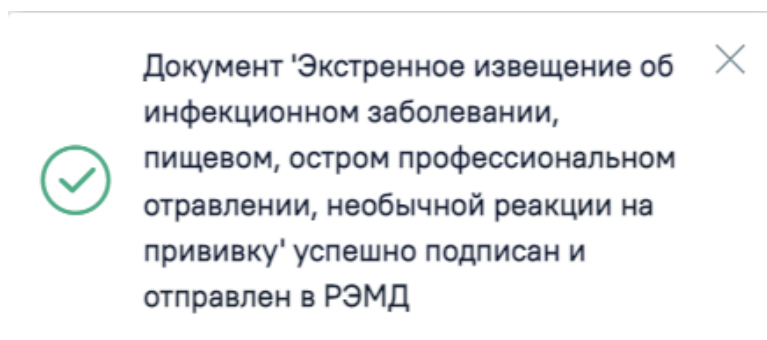 Документ 'Экстренное извещение об
инфекционном заболевании,
пищевом, остром профессиональном
отравлении, необычной реакции на
прививку' успешно подписан и
отправлен в РЭМД